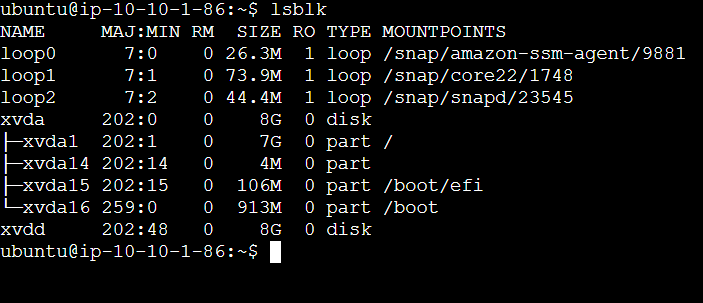 ubuntu@ip-10-10-1-86:~$ lsblk
NAME     MAJ:MIN RM   SIZE RO TYPE MOUNTPOINTS
loop0      7:0    0  26.3M  1 loop /snap/amazon-ssm-agent/9881
loop1      7:1    0  73.9M  1 loop /snap/core22/1748
loop2      7:2    0  44.4M  1 loop /snap/snapd/23545
xvda     202:0    0     8G  0 disk
├─xvda1  202:1    0     7G  0 part /
├─xvda14 202:14   0     4M  0 part
├─xvda15 202:15   0   106M  0 part /boot/efi
└─xvda16 259:0    0   913M  0 part /boot
xvdd     202:48   0     8G  0 disk
ubuntu@ip-10-10-1-86:~$